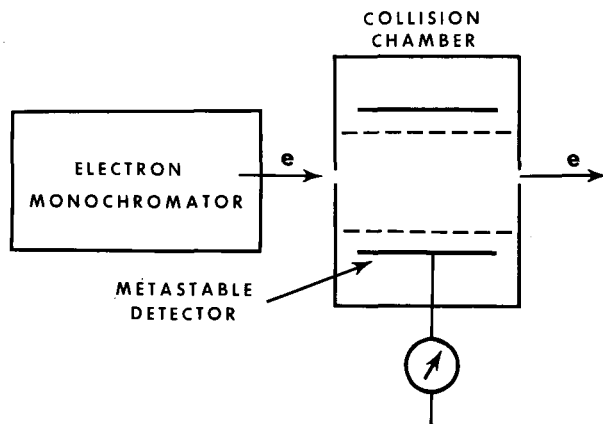 COLLISION
CHAMBER
ELECTRON
MONOCHROMATOR
e
e
METASTABLE
DETECTOR